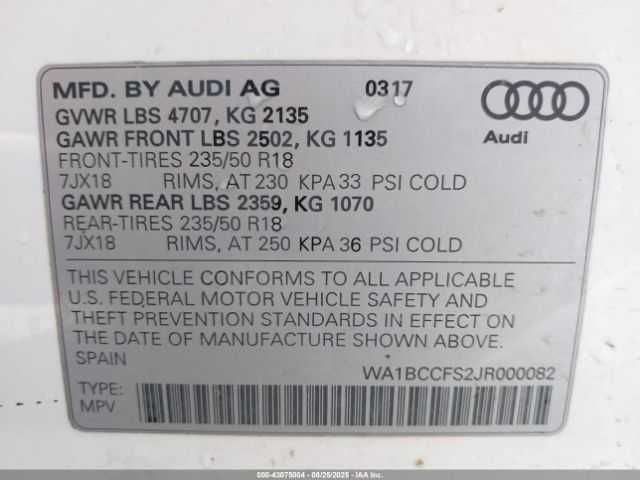 MFD. BY AUDI AG 0317
GVWR LBS 4707, KG 2135
GAWR FRONT LBS 2502, KG 1135
Audi
FRONT-TIRES 235/50 R18
7JX18 RIMS, AT 230 KPA 33 PSI COLD
GAWR REAR LBS 2359, KG 1070
REAR-TIRES 235/50 R18
7JX18 RIMS, AT 250 KPA 36 PSI COLD
THIS VEHICLE CONFORMS TO ALL APPLICABLE
U.S. FEDERAL MOTOR VEHICLE SAFETY AND
THEFT PREVENTION STANDARDS IN EFFECT ON
THE DATE OF MANUFACTURE SHOWN ABOVE.
SPAIN
WA1BCCFS2JR000082
TYPE:
MPV
000-43075004 - 08/25/2025 - IAAI.COM